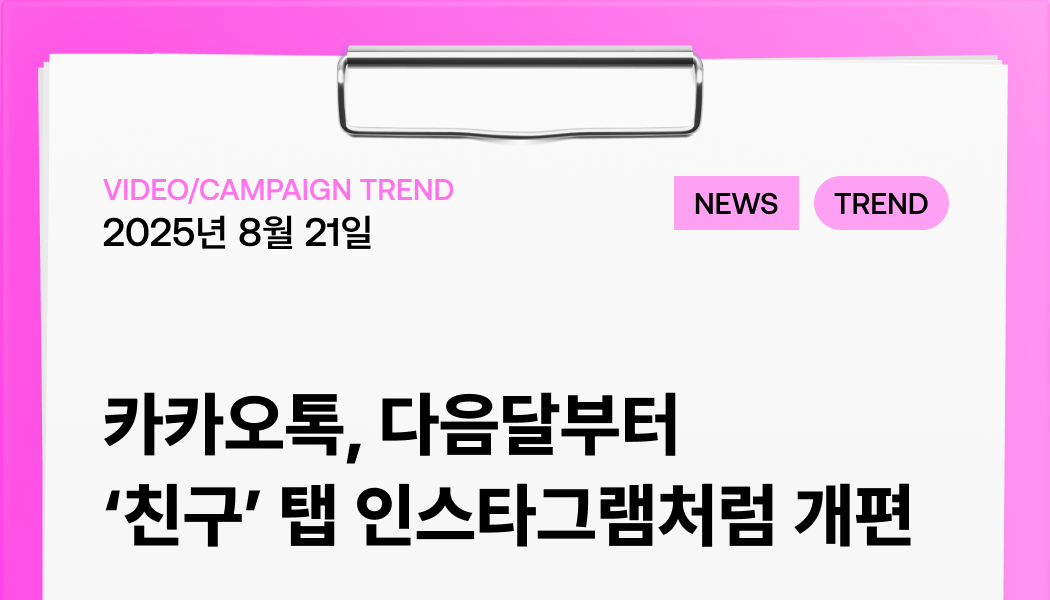 VIDEO/CAMPAIGN TREND
2025년 8월 21일
NEWS
TREND
카카오톡, 다음달부터
‘친구’ 탭 인스타그램처럼 개편